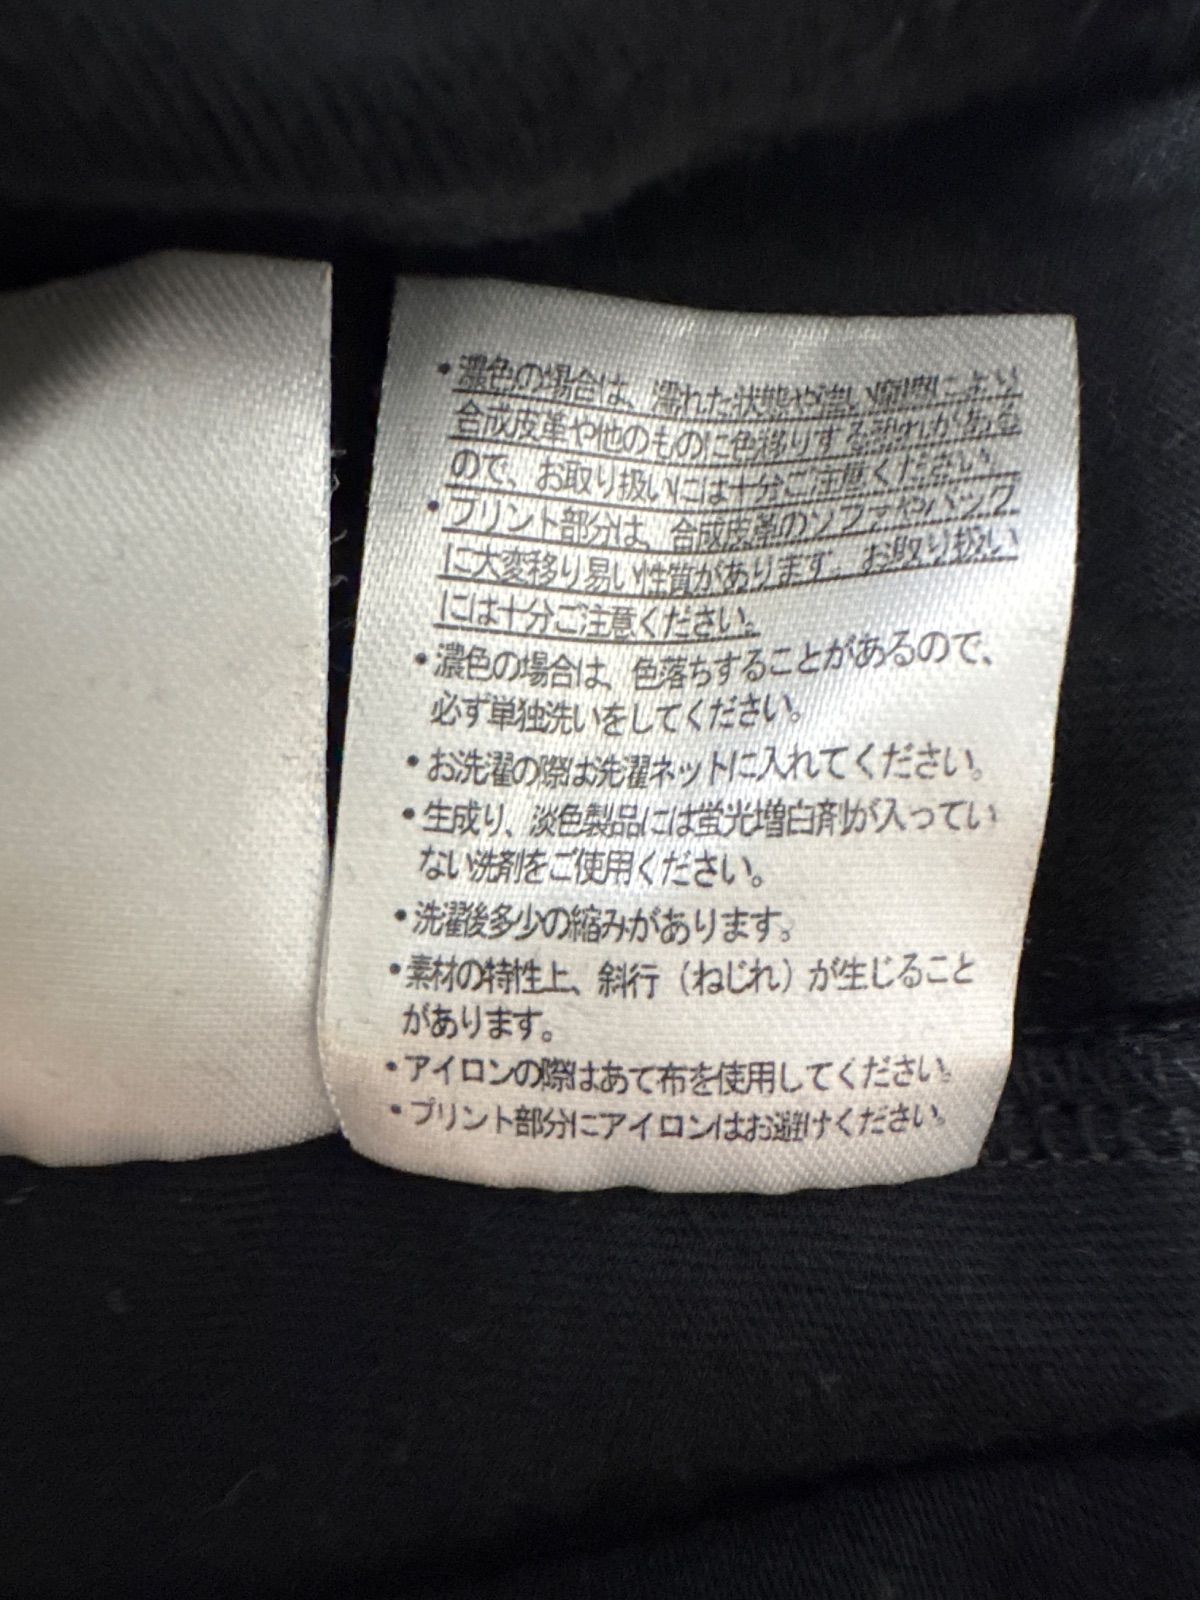 ・濃色の場合は、濡れた状態や強い摩擦により
合成皮革や他のものに色移りする恐れがある
ので、お取り扱いには十分ご注意ください。
・プリント部分は、合成皮革のソファやバッグ
に大変移り易い性質があります。お取り扱い
には十分ご注意ください。
・濃色の場合は、色落ちすることがあるので、
必ず単独洗いをしてください。
・お洗濯の際は洗濯ネットに入れてください。
・生成り、淡色製品には蛍光増白剤が入ってい
ない洗剤をご使用ください。
・洗濯後多少の縮みがあります。
・素材の特性上、斜行（ねじれ）が生じること
があります。
・アイロンの際はあて布を使用してください。
・プリント部分にアイロンはお避けください。